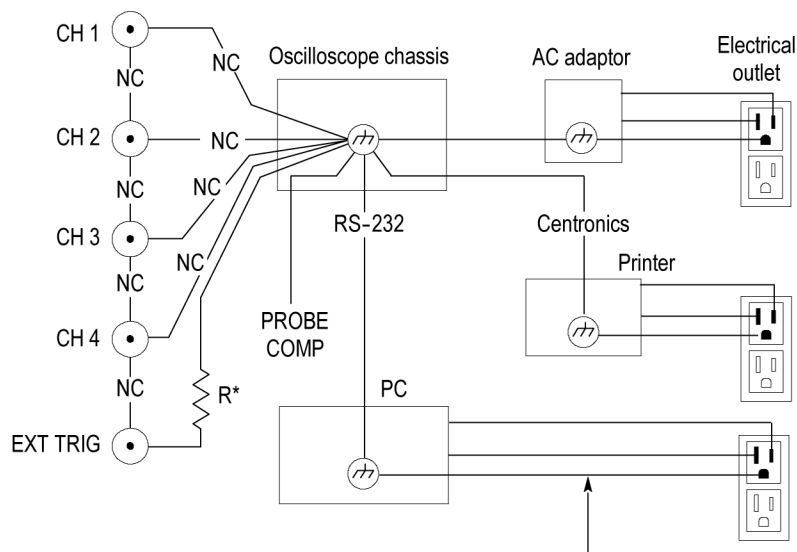 CH 1
NC
Oscilloscope chassis
AC adaptor
Electrical
outlet
NC
CH 2
NC
NC
NC
CH 3
RS-232
Centronics
NC
NC
Printer
CH 4
PROBE
COMP
NC
R*
PC
EXT TRIG